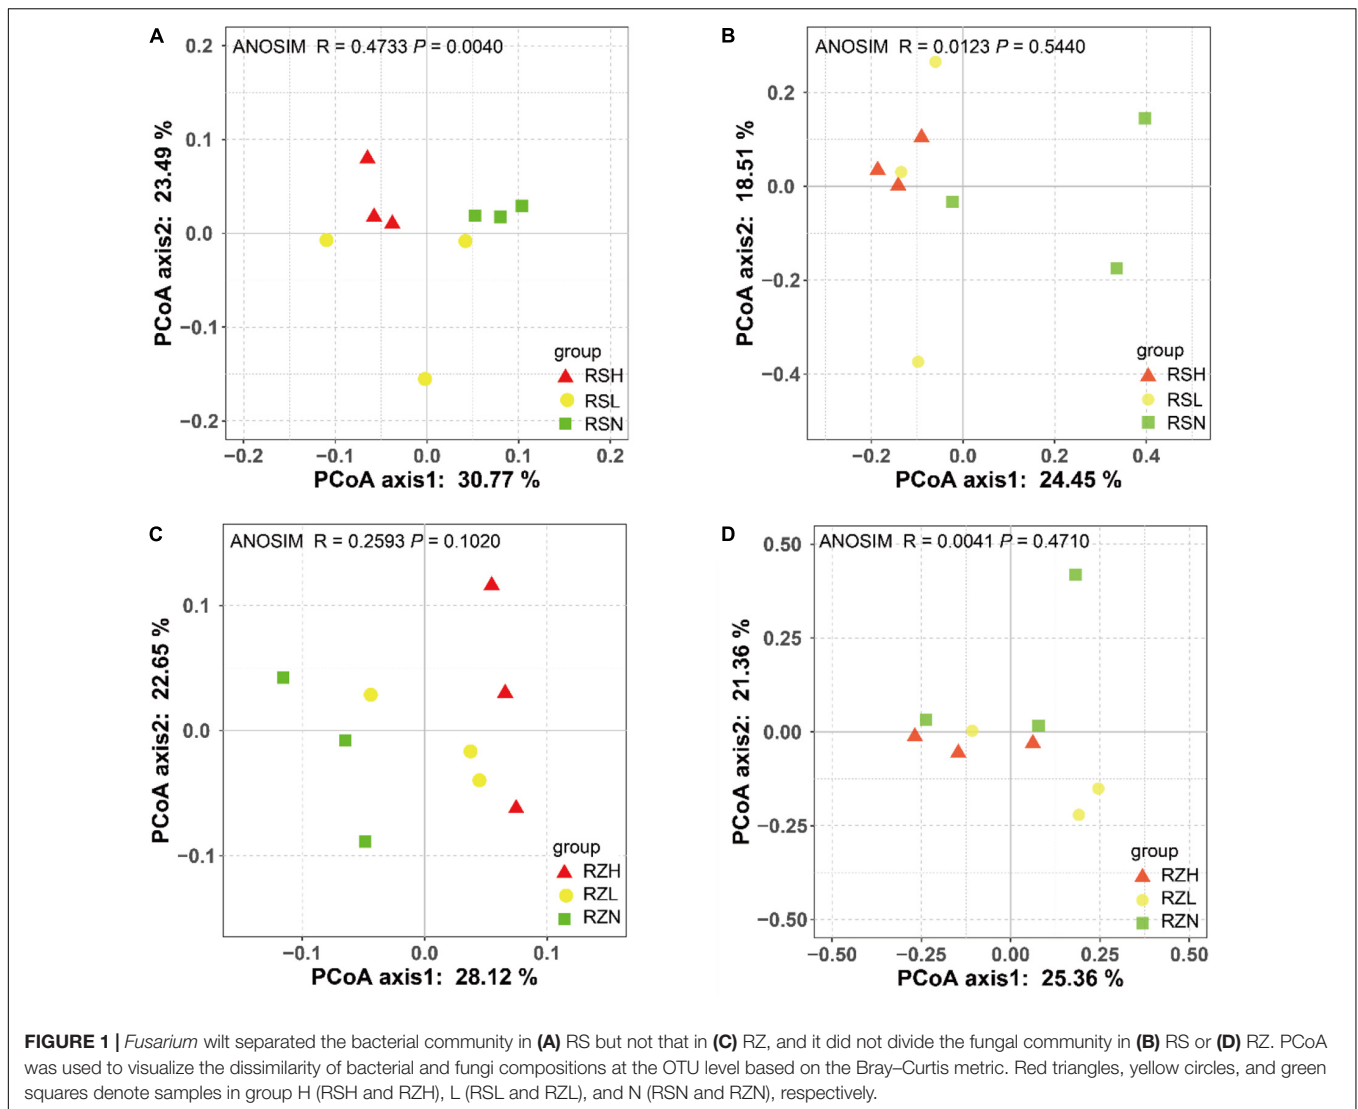 A
ANOSIM R = 0.4733 P = 0.0040
PCoA axis2: 23.49 %
0.2
0.1
0.0
−0.1
−0.2
group
RSH
RSL
RSN
−0.2 −0.1 0.0 0.1 0.2
PCoA axis1: 30.77 %
B
ANOSIM R = 0.0123 P = 0.5440
PCoA axis2: 18.51 %
0.2
0.0
−0.2
−0.4
group
RSH
RSL
RSN
−0.2 0.0 0.2 0.4
PCoA axis1: 24.45 %
C
ANOSIM R = 0.2593 P = 0.1020
PCoA axis2: 22.65 %
0.1
0.0
−0.1
group
RZH
RZL
RZN
−0.1 0.0 0.1
PCoA axis1: 28.12 %
D
ANOSIM R = 0.0041 P = 0.4710
PCoA axis2: 21.36 %
0.50
0.25
0.00
−0.25
−0.50
group
RZH
RZL
RZN
−0.50 −0.25 0.00 0.25 0.50
PCoA axis1: 25.36 %
FIGURE 1 | Fusarium wilt separated the bacterial community in (A) RS but not that in (C) RZ, and it did not divide the fungal community in (B) RS or (D) RZ. PCoA
was used to visualize the dissimilarity of bacterial and fungi compositions at the OTU level based on the Bray–Curtis metric. Red triangles, yellow circles, and green
squares denote samples in group H (RSH and RZH), L (RSL and RZL), and N (RSN and RZN), respectively.